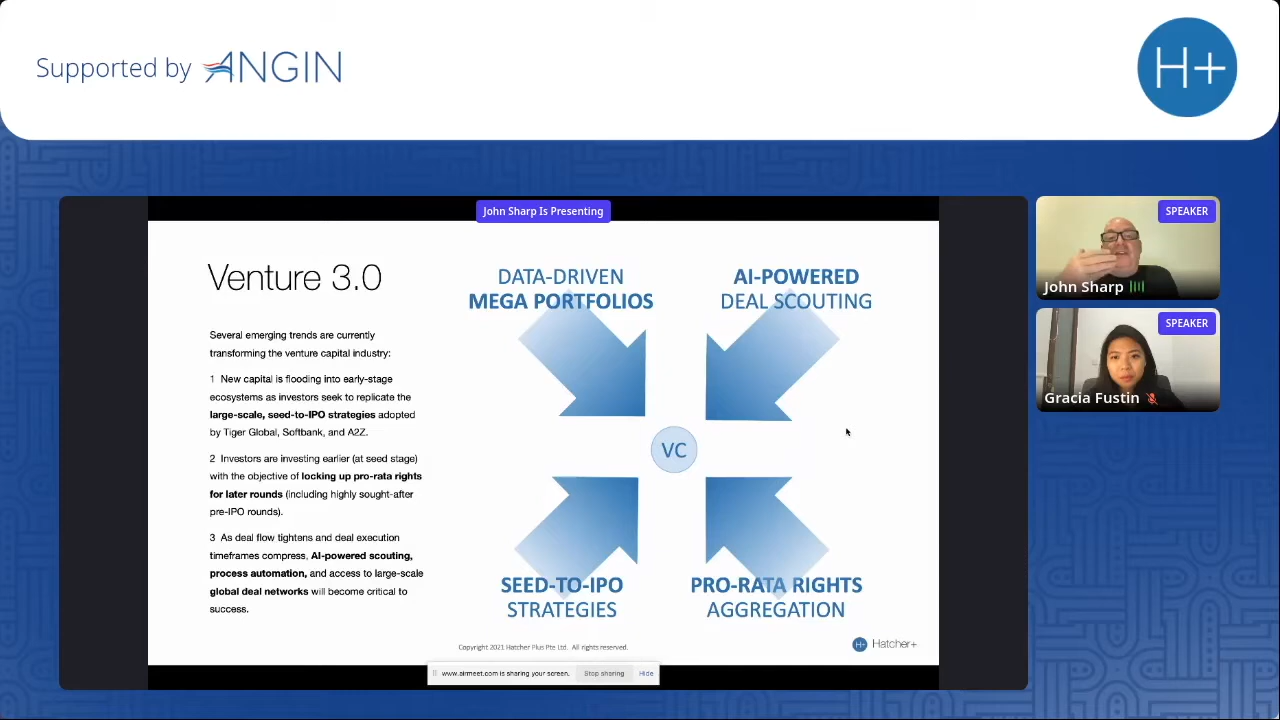 Supported by ANGIN
H+
John Sharp Is Presenting
Venture 3.0
Several emerging trends are currently
transforming the venture capital industry:
1 New capital is flooding into early-stage
ecosystems as investors seek to replicate the
large-scale, seed-to-IPO strategies adopted
by Tiger Global, Softbank, and A2Z.
2 Investors are investing earlier (at seed stage)
with the objective of locking up pro-rata rights
for later rounds (including highly sought-after
pre-IPO rounds).
3 As deal flow tightens and deal execution
timeframes compress, AI-powered scouting,
process automation, and access to large-scale
global deal networks will become critical to
success.
DATA-DRIVEN
MEGA PORTFOLIOS
AI-POWERED
DEAL SCOUTING
VC
SEED-TO-IPO
STRATEGIES
PRO-RATA RIGHTS
AGGREGATION
Copyright 2021 Hatcher Plus Pte Ltd. All rights reserved.
H+ Hatcher+
www.airmeet.com is sharing your screen. Stop sharing Hide
SPEAKER
John Sharp
SPEAKER
Gracia Fustin